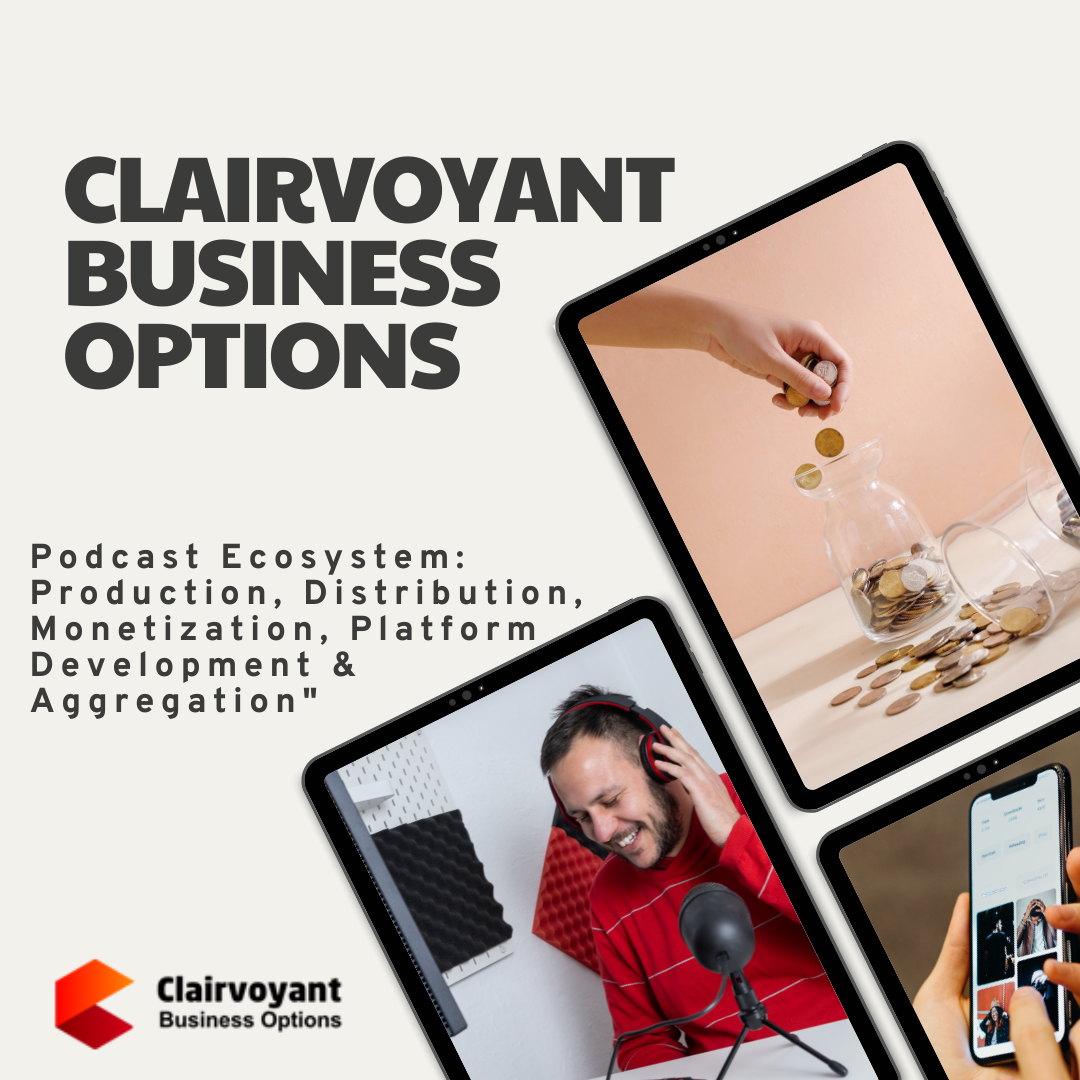 CLAIRVOYANT
BUSINESS
OPTIONS
Podcast Ecosystem:
Production, Distribution,
Monetization, Platform
Development &
Aggregation"
Clairvoyant
Business Options